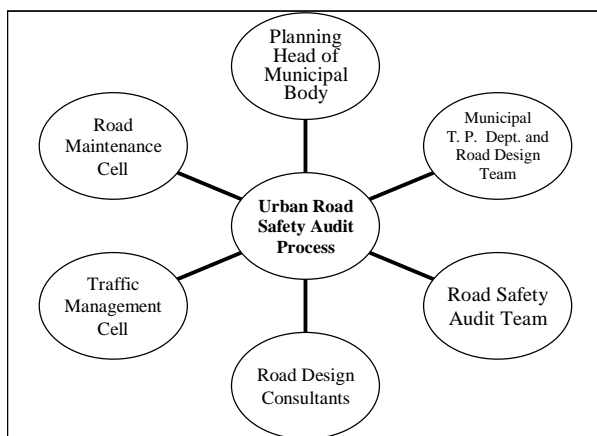 Planning
Head of
Municipal
Body
Road
Maintenance
Cell
Municipal
T. P. Dept. and
Road Design
Team
Urban Road
Safety Audit
Process
Traffic
Management
Cell
Road Safety
Audit Team
Road Design
Consultants